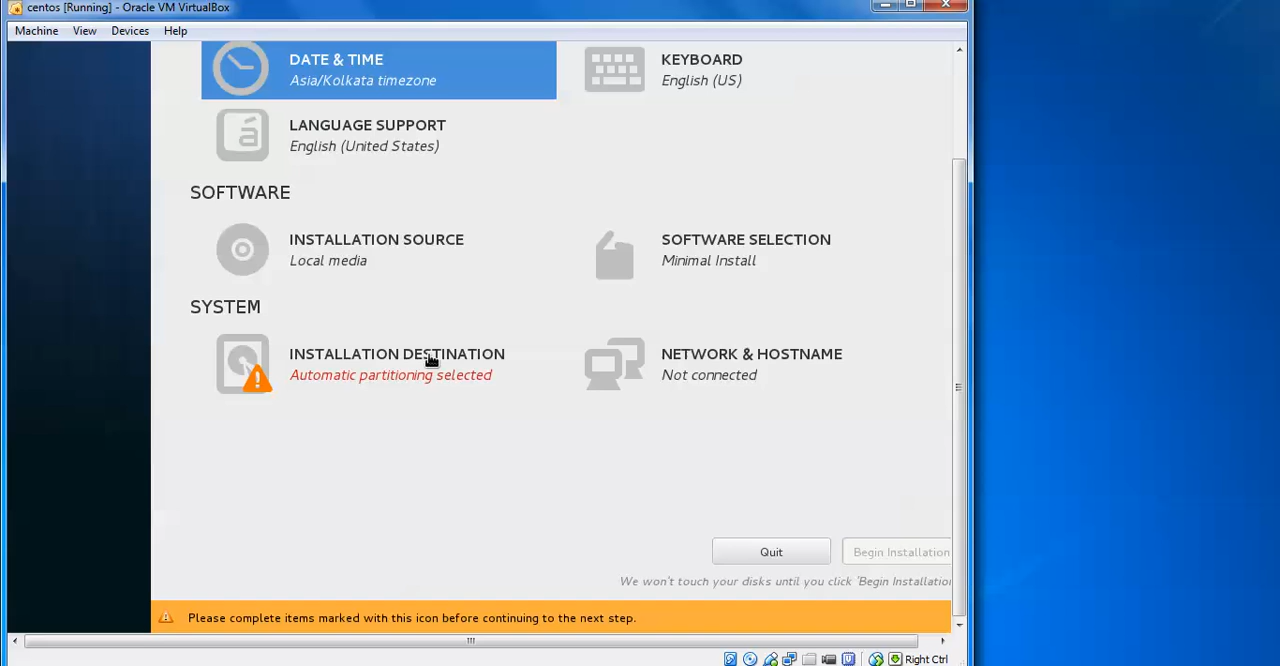 centos [Running] - Oracle VM VirtualBox
Machine View Devices Help
DATE & TIME
Asia/Kolkata timezone
KEYBOARD
English (US)
LANGUAGE SUPPORT
English (United States)
SOFTWARE
INSTALLATION SOURCE
Local media
SOFTWARE SELECTION
Minimal Install
SYSTEM
INSTALLATION DESTINATION
Automatic partitioning selected
NETWORK & HOSTNAME
Not connected
Quit
Begin Installation
We won't touch your disks until you click 'Begin Installation
Please complete items marked with this icon before continuing to the next step.
Right Ctrl